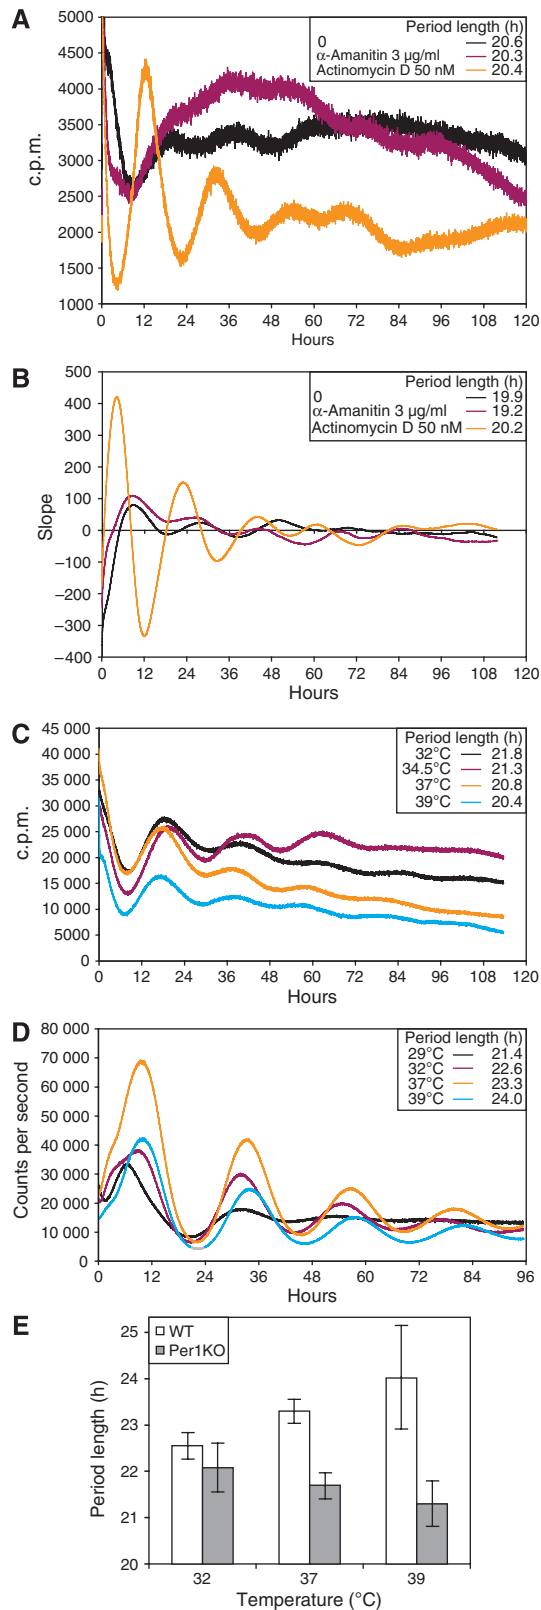 A
Period length (h)
0 20.6
α-Amanitin 3 µg/ml 20.3
Actinomycin D 50 nM 20.4
5000
4500
4000
3500
3000
2500
2000
1500
1000
c.p.m.
0 12 24 36 48 60 72 84 96 108 120
Hours
B
Period length (h)
0 19.9
α-Amanitin 3 µg/ml 19.2
Actinomycin D 50 nM 20.2
500
400
300
200
100
0
−100
−200
−300
−400
Slope
0 12 24 36 48 60 72 84 96 108 120
Hours
C
Period length (h)
32°C 21.8
34.5°C 21.3
37°C 20.8
39°C 20.4
45 000
40 000
35 000
30 000
25 000
20 000
15 000
10 000
5000
0
c.p.m.
0 12 24 36 48 60 72 84 96 108 120
Hours
D
Period length (h)
29°C 21.4
32°C 22.6
37°C 23.3
39°C 24.0
80 000
70 000
60 000
50 000
40 000
30 000
20 000
10 000
0
Counts per second
0 12 24 36 48 60 72 84 96
Hours
E
WT
Per1KO
25
24
23
22
21
20
Period length (h)
32 37 39
Temperature (°C)